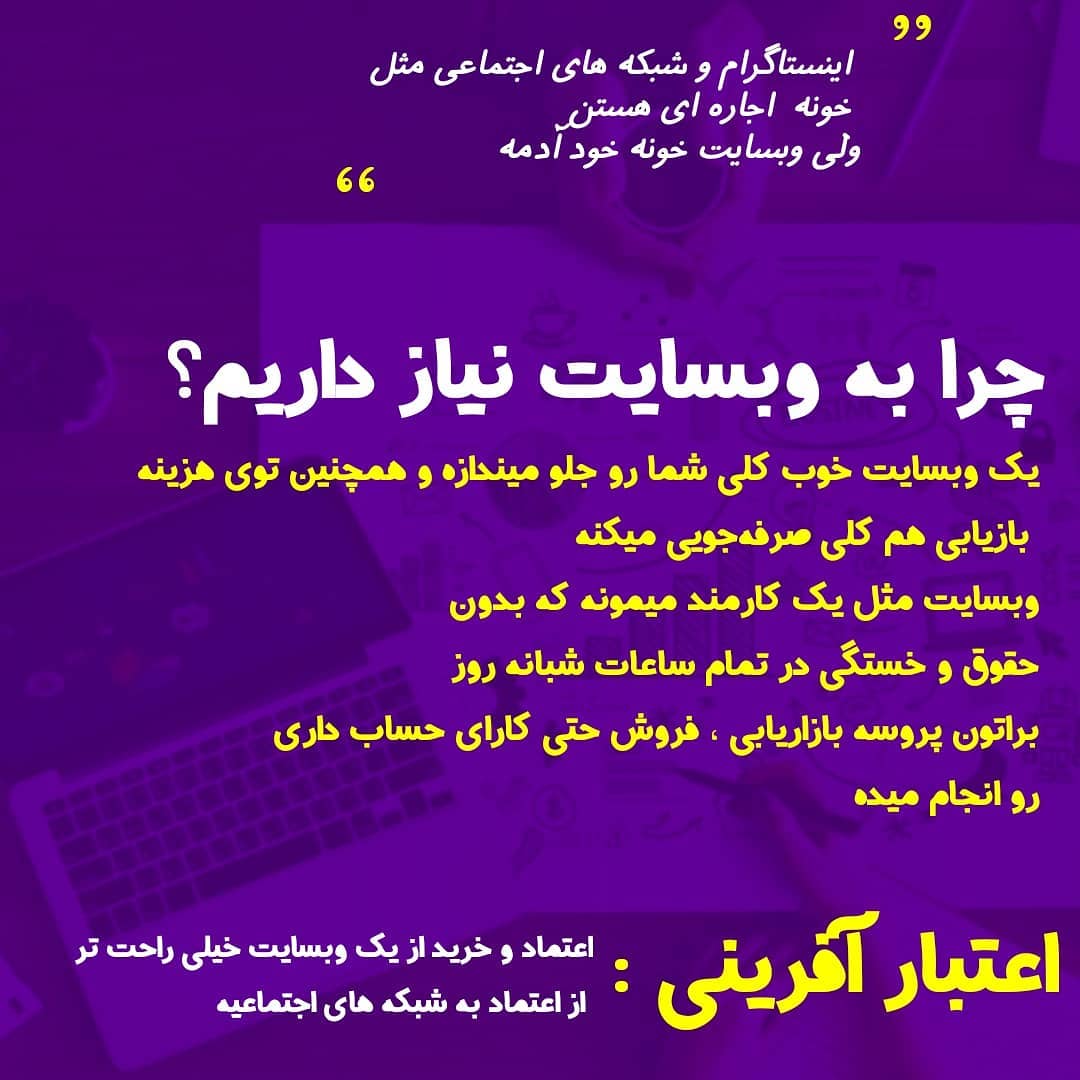 ”
اینستاگرام و شبکه های اجتماعی مثل
خونه اجاره ای هستن
ولی وبسایت خونه خود آدمه
“
چرا به وبسایت نیاز داریم؟
یک وبسایت خوب کلی شما رو جلو میندازه و همچنین توی هزینه
بازیابی هم کلی صرفه‌جویی میکنه
وبسایت مثل یک کارمند میمونه که بدون
حقوق و خستگی در تمام ساعات شبانه روز
براتون پروسه بازاریابی ، فروش حتی کارای حساب داری
رو انجام میده
اعتبار آفرینی :
اعتماد و خرید از یک وبسایت خیلی راحت تر
از اعتماد به شبکه های اجتماعیه